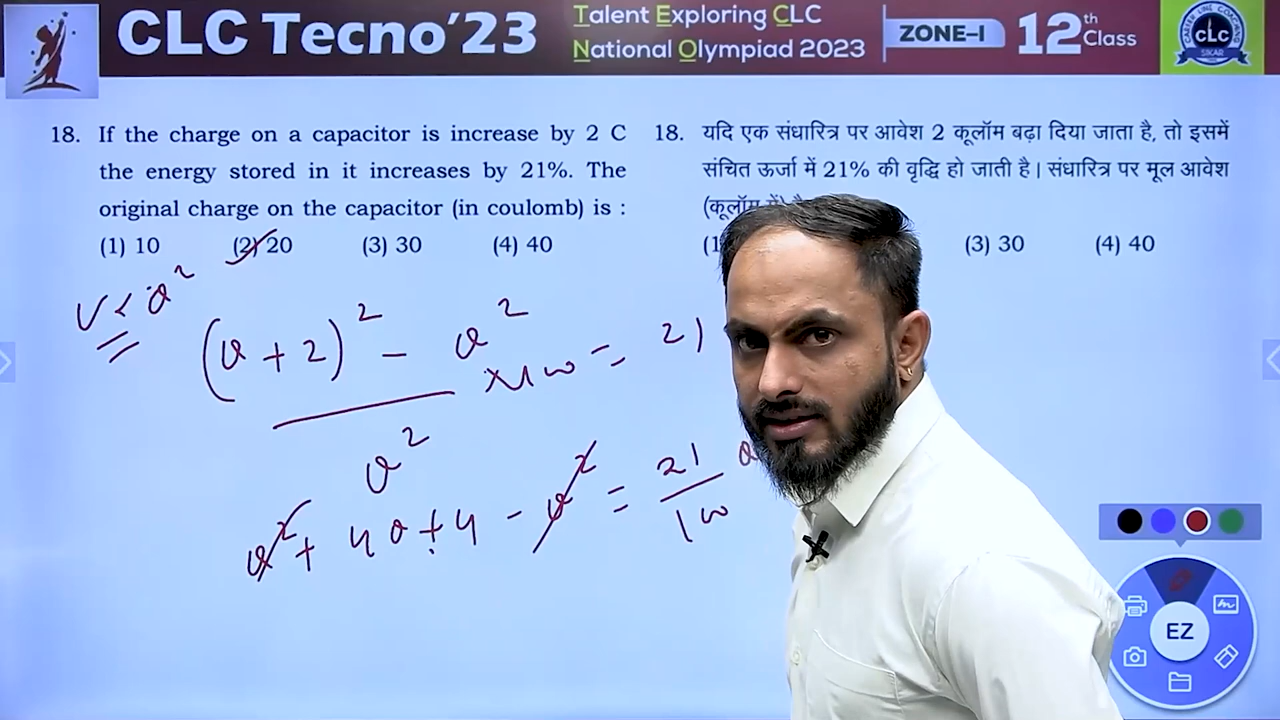 CLC Tecno'23
Talent Exploring CLC
National Olympiad 2023
ZONE-I
12th Class
CLC
SIKAR
18. If the charge on a capacitor is increase by 2 C
the energy stored in it increases by 21%. The
original charge on the capacitor (in coulomb) is :
(1) 10 (2) 20 (3) 30 (4) 40
18. यदि एक संधारित्र पर आवेश 2 कूलॉम बढ़ा दिया जाता है, तो इसमें
संचित ऊर्जा में 21% की वृद्धि हो जाती है। संधारित्र पर मूल आवेश
(कूलॉम में)
(3) 30 (4) 40
(Q + 2)² - Q² × 100 = 21
Q²
Q² + 4Q + 4 - Q² = 21
100
EZ